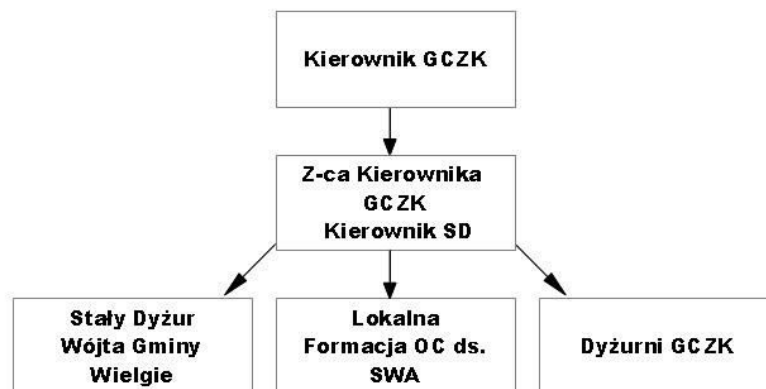 Kierownik GCZK
Z-ca Kierownika
GCZK
Kierownik SD
Stały Dyżur
Wójta Gminy
Wielgie
Lokalna
Formacja OC ds.
SWA
Dyżurni GCZK